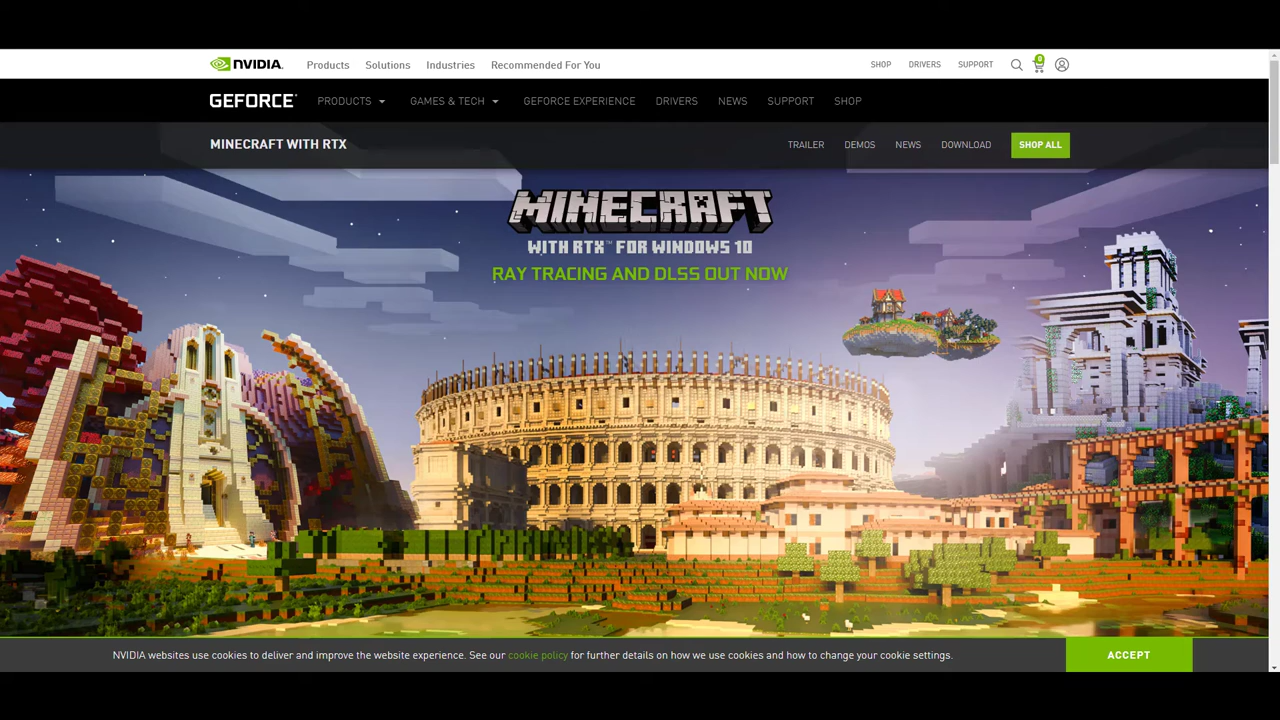 NVIDIA.
Products Solutions Industries Recommended For You
SHOP DRIVERS SUPPORT
0
GEFORCE
PRODUCTS GAMES & TECH GEFORCE EXPERIENCE DRIVERS NEWS SUPPORT SHOP
MINECRAFT WITH RTX
TRAILER DEMOS NEWS DOWNLOAD SHOP ALL
MINECRAFT
WITH RTX™ FOR WINDOWS 10
RAY TRACING AND DLSS OUT NOW
NVIDIA websites use cookies to deliver and improve the website experience. See our cookie policy for further details on how we use cookies and how to change your cookie settings.
ACCEPT